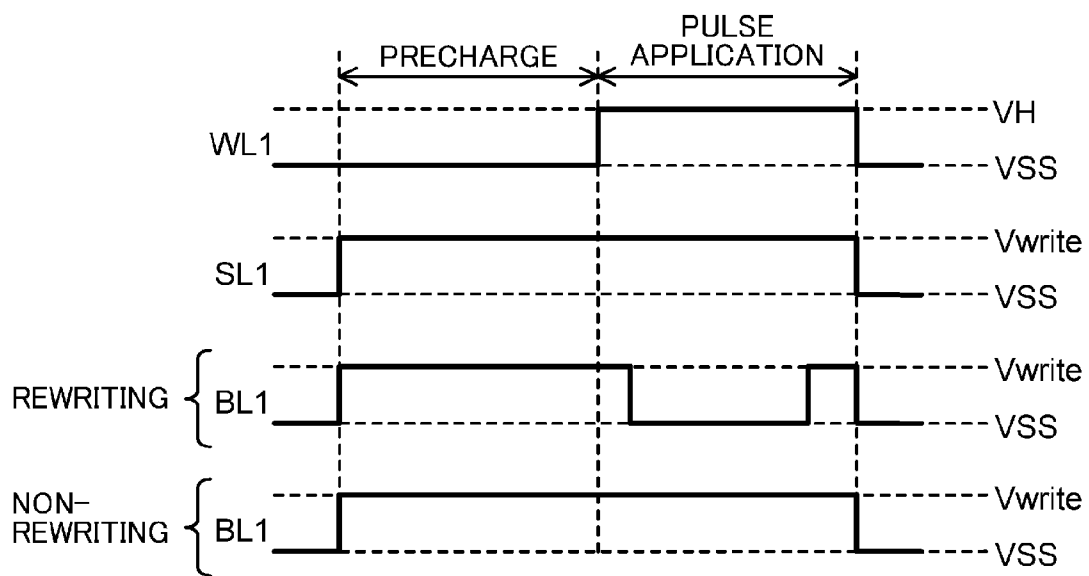 PULSE
PRECHARGE APPLICATION
WL1 VH
VSS
SL1 Vwrite
VSS
REWRITING { BL1 Vwrite
VSS
NON-
REWRITING { BL1 Vwrite
VSS